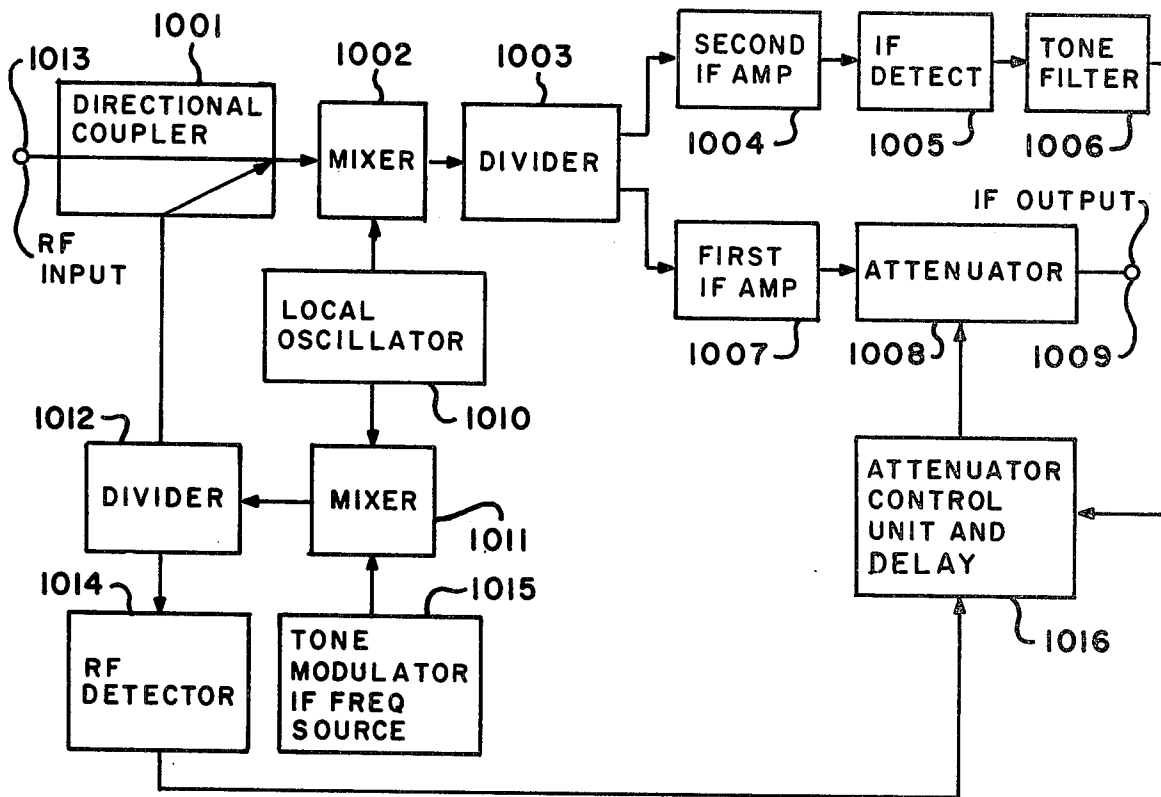 1001
1013
DIRECTIONAL
COUPLER
RF
INPUT
1002
MIXER
1003
DIVIDER
SECOND
IF AMP
1004
IF
DETECT
1005
TONE
FILTER
1006
IF OUTPUT
FIRST
IF AMP
1007
ATTENUATOR
1008
1009
LOCAL
OSCILLATOR
1010
1012
DIVIDER
MIXER
1011
ATTENUATOR
CONTROL
UNIT AND
DELAY
1016
1014
RF
DETECTOR
1015
TONE
MODULATOR
IF FREQ
SOURCE